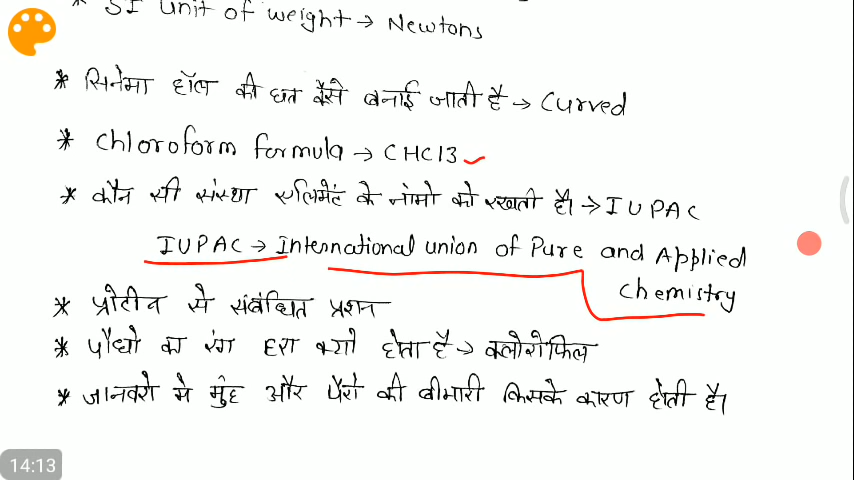 * SI Unit of weight → Newtons
* सिनेमा हॉल की छत कैसे बनाई जाती है → Curved
* Chloroform formula → CHCl3
* कौन सी संस्था एलिमेंट के नामो को रखती है। → IUPAC
IUPAC → International union of Pure and Applied
Chemistry
* प्रोटीन से संबंधित प्रशन
* पौधो का रंग हरा क्यो होता है → क्लोरोफिल
* जानवरो मे मुंह और पैरो की बीमारी किसके कारण होती है।
14:13